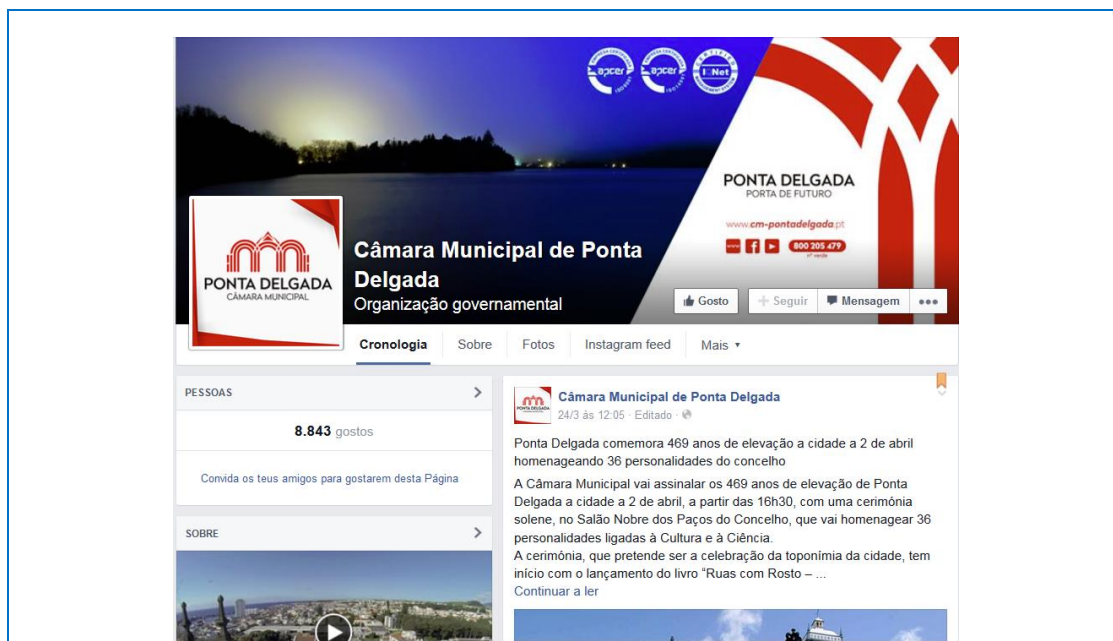 apcer
apcer
IQNet
PONTA DELGADA
PORTA DE FUTURO
www.cm-pontadelgada.pt
www
800 205 479
nº verde
PONTA DELGADA
CÂMARA MUNICIPAL
Câmara Municipal de Ponta
Delgada
Organização governamental
Gosto
Seguir
Mensagem
Cronologia Sobre Fotos Instagram feed Mais
PESSOAS
8.843 gostos
Convida os teus amigos para gostarem desta Página
SOBRE
Câmara Municipal de Ponta Delgada
24/3 às 12:05 · Editado ·
Ponta Delgada comemora 469 anos de elevação a cidade a 2 de abril
homenageando 36 personalidades do concelho
A Câmara Municipal vai assinalar os 469 anos de elevação de Ponta
Delgada a cidade a 2 de abril, a partir das 16h30, com uma cerimónia
solene, no Salão Nobre dos Paços do Concelho, que vai homenagear 36
personalidades ligadas à Cultura e à Ciência.
A cerimónia, que pretende ser a celebração da toponímia da cidade, tem
início com o lançamento do livro “Ruas com Rosto – ...
Continuar a ler